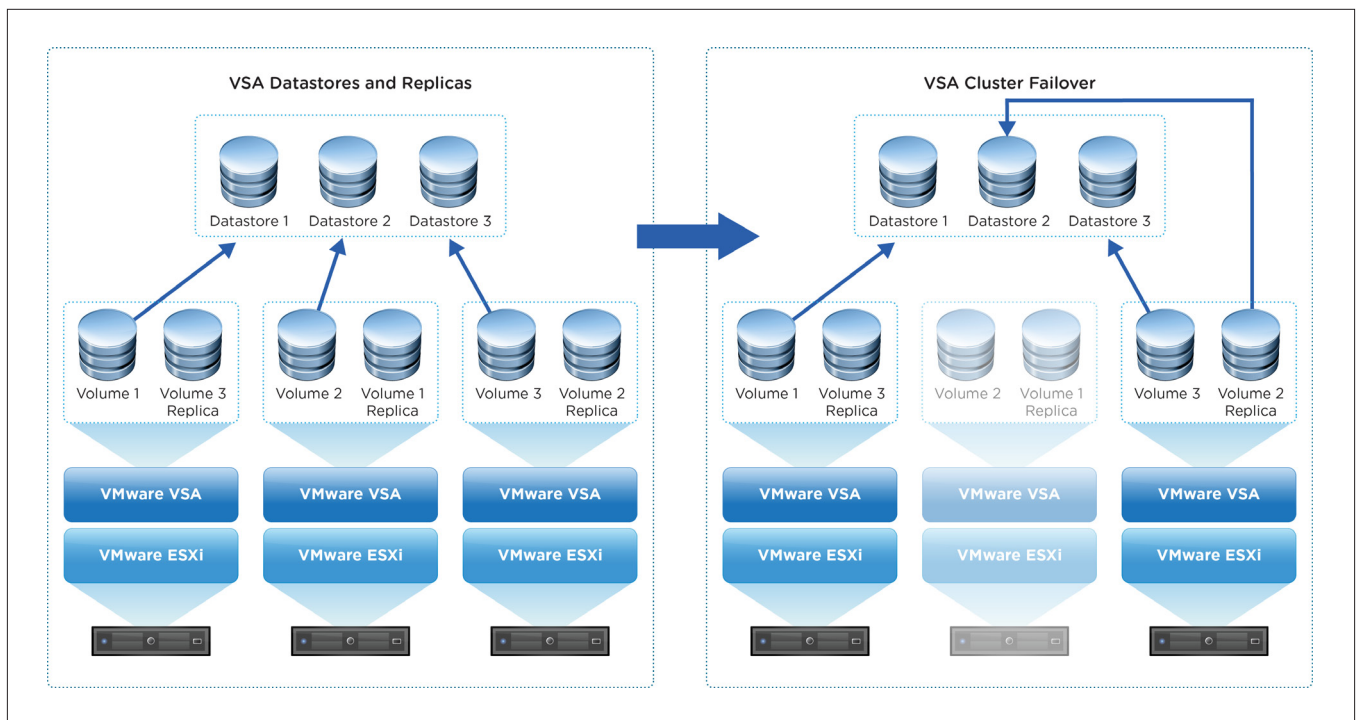 VSA Datastores and Replicas
Datastore 1
Datastore 2
Datastore 3
Volume 1
Volume 3
Replica
Volume 2
Volume 1
Replica
Volume 3
Volume 2
Replica
VMware VSA
VMware VSA
VMware VSA
VMware ESXi
VMware ESXi
VMware ESXi
VSA Cluster Failover
Datastore 1
Datastore 2
Datastore 3
Volume 1
Volume 3
Replica
Volume 2
Volume 1
Replica
Volume 3
Volume 2
Replica
VMware VSA
VMware VSA
VMware VSA
VMware ESXi
VMware ESXi
VMware ESXi